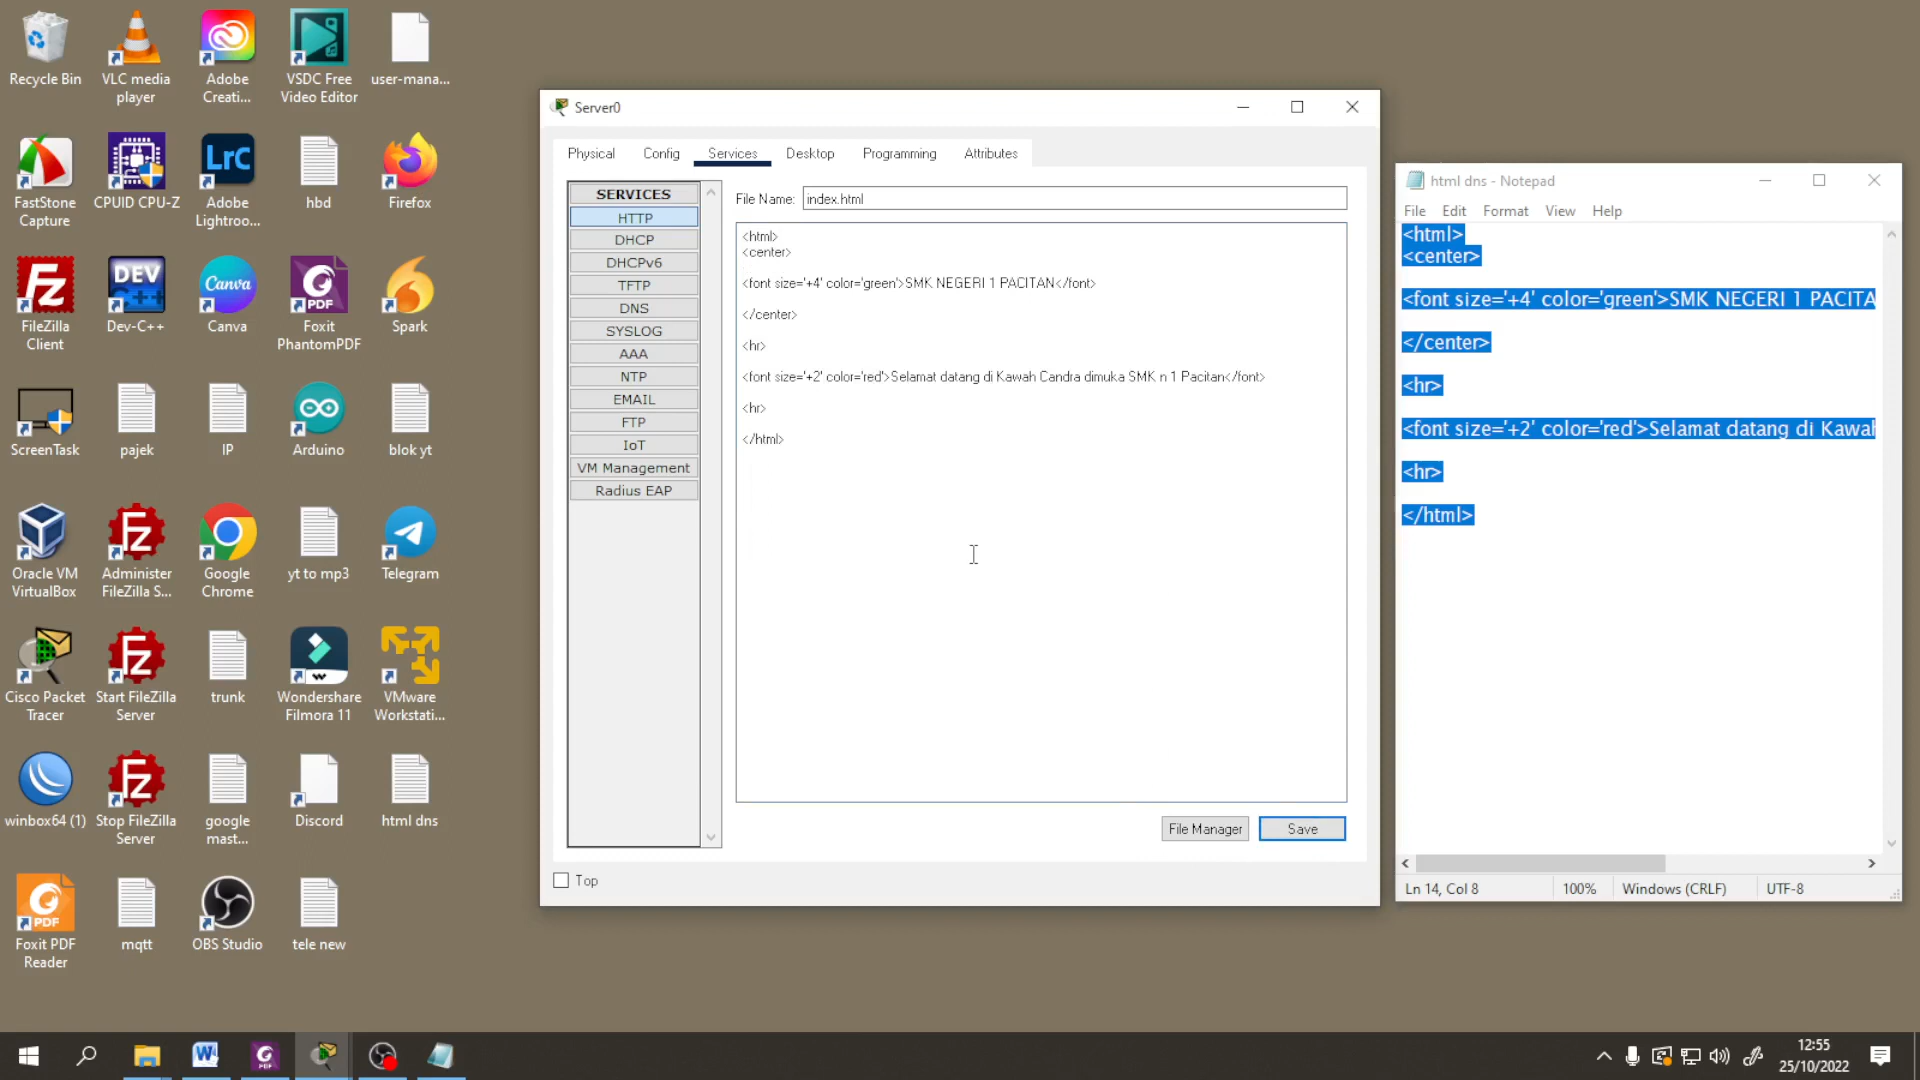 Recycle Bin
VLC media
player
Adobe
Creati...
VSDC Free
Video Editor
user-mana...
FastStone
Capture
CPUID CPU-Z
Adobe
Lightroo...
hbd
Firefox
FileZilla
Client
Dev-C++
Canva
Foxit
PhantomPDF
Spark
ScreenTask
pajek
IP
Arduino
blok yt
Oracle VM
VirtualBox
Administer
FileZilla S...
Google
Chrome
yt to mp3
Telegram
Cisco Packet
Tracer
Start FileZilla
Server
trunk
Wondershare
Filmora 11
VMware
Workstati...
winbox64 (1)
Stop FileZilla
Server
google
mast...
Discord
html dns
Foxit PDF
Reader
mqtt
OBS Studio
tele new
LrC
DEV
C++
Canva
PDF
PDF
Server0
Physical Config Services Desktop Programming Attributes
SERVICES
HTTP
DHCP
DHCPv6
TFTP
DNS
SYSLOG
AAA
NTP
EMAIL
FTP
IoT
VM Management
Radius EAP
File Name: index.html
<html>
<center>
<font size='+4' color='green'>SMK NEGERI 1 PACITAN</font>
</center>
<hr>
<font size='+2' color='red'>Selamat datang di Kawah Candra dimuka SMK n 1 Pacitan</font>
<hr>
</html>
File Manager Save
Top
html dns - Notepad
File Edit Format View Help
<html>
<center>
<font size='+4' color='green'>SMK NEGERI 1 PACITA
</center>
<hr>
<font size='+2' color='red'>Selamat datang di Kawah
<hr>
</html>
Ln 14, Col 8 100% Windows (CRLF) UTF-8
12:55
25/10/2022